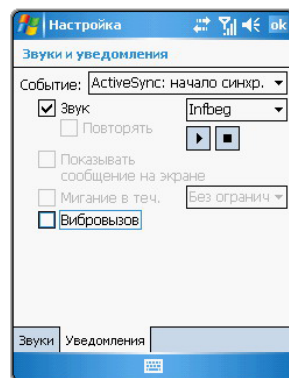 Настройка ok
Звуки и уведомления
Событие: ActiveSync: начало синхр.
Звук Infbeg
Повторять
Показывать
сообщение на экране
Мигание в теч. Без огранич
Вибровызов
Звуки Уведомления